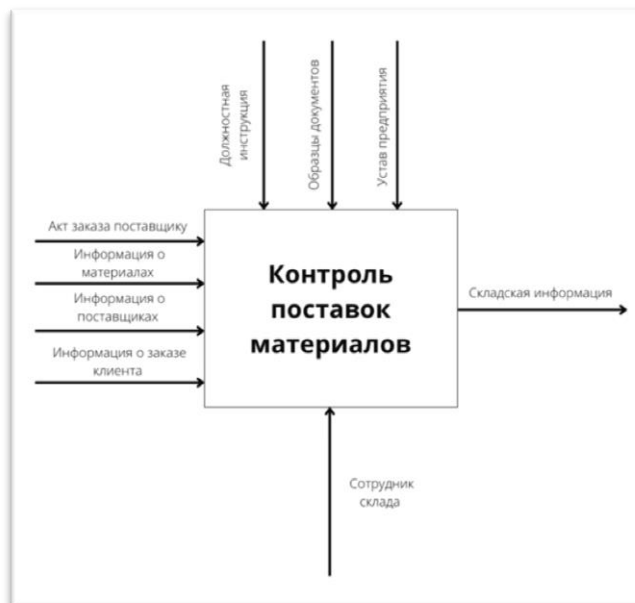 Должностная
инструкция
Образцы документов
Устав предприятия
Акт заказа поставщику
Информация о
материалах
Информация о
поставщиках
Информация о заказе
клиента
Контроль
поставок
материалов
Складская информация
Сотрудник
склада